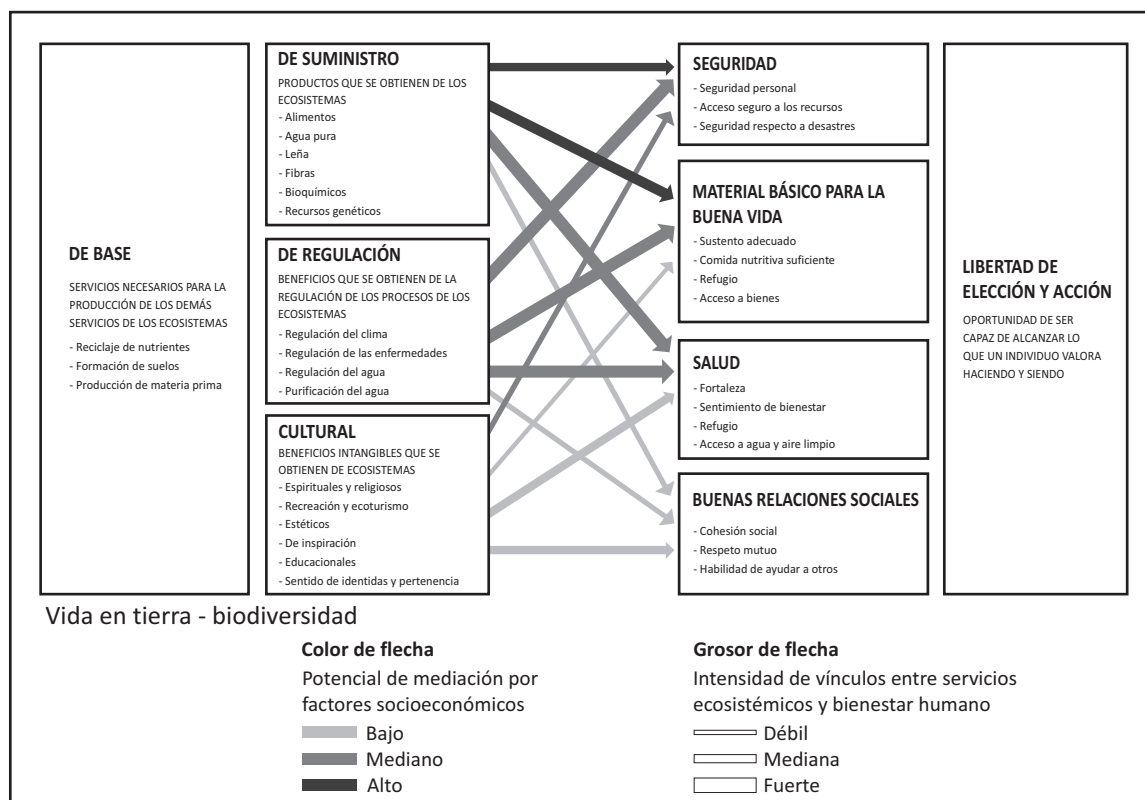 DE BASE
SERVICIOS NECESARIOS PARA LA
PRODUCCIÓN DE LOS DEMÁS
SERVICIOS DE LOS ECOSISTEMAS
- Reciclaje de nutrientes
- Formación de suelos
- Producción de materia prima
DE SUMINISTRO
PRODUCTOS QUE SE OBTIENEN DE LOS
ECOSISTEMAS
- Alimentos
- Agua pura
- Leña
- Fibras
- Bioquímicos
- Recursos genéticos
DE REGULACIÓN
BENEFICIOS QUE SE OBTIENEN DE LA
REGULACIÓN DE LOS PROCESOS DE LOS
ECOSISTEMAS
- Regulación del clima
- Regulación de las enfermedades
- Regulación del agua
- Purificación del agua
CULTURAL
BENEFICIOS INTANGIBLES QUE SE
OBTIENEN DE ECOSISTEMAS
- Espirituales y religiosos
- Recreación y ecoturismo
- Estéticos
- De inspiración
- Educacionales
- Sentido de identidas y pertenencia
SEGURIDAD
- Seguridad personal
- Acceso seguro a los recursos
- Seguridad respecto a desastres
MATERIAL BÁSICO PARA LA
BUENA VIDA
- Sustento adecuado
- Comida nutritiva suficiente
- Refugio
- Acceso a bienes
SALUD
- Fortaleza
- Sentimiento de bienestar
- Refugio
- Acceso a agua y aire limpio
BUENAS RELACIONES SOCIALES
- Cohesión social
- Respeto mutuo
- Habilidad de ayudar a otros
LIBERTAD DE
ELECCIÓN Y ACCIÓN
OPORTUNIDAD DE SER
CAPAZ DE ALCANZAR LO
QUE UN INDIVIDUO VALORA
HACIENDO Y SIENDO
Vida en tierra - biodiversidad
Color de flecha
Potencial de mediación por
factores socioeconómicos
Bajo
Mediano
Alto
Grosor de flecha
Intensidad de vínculos entre servicios
ecosistémicos y bienestar humano
Débil
Mediana
Fuerte